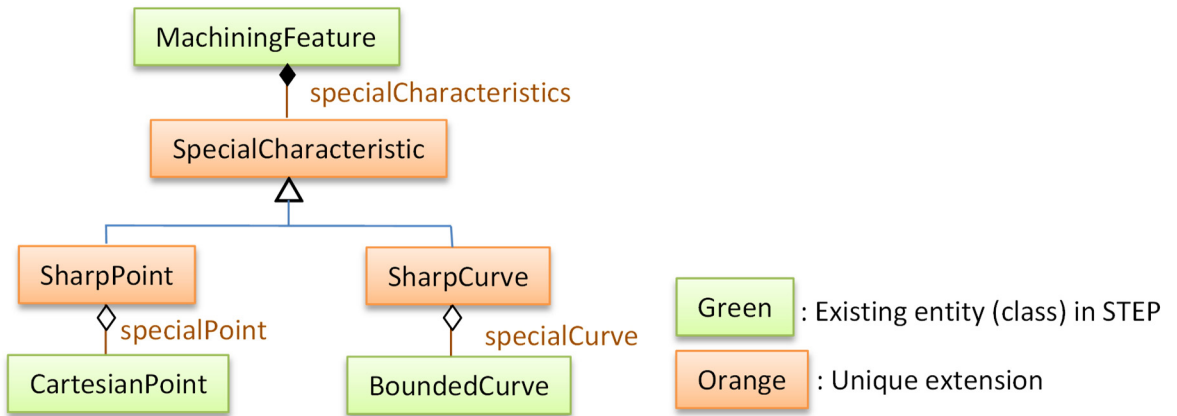 MachiningFeature
specialCharacteristics
SpecialCharacteristic
SharpPoint
SharpCurve
specialPoint
specialCurve
CartesianPoint
BoundedCurve
Green : Existing entity (class) in STEP
Orange : Unique extension